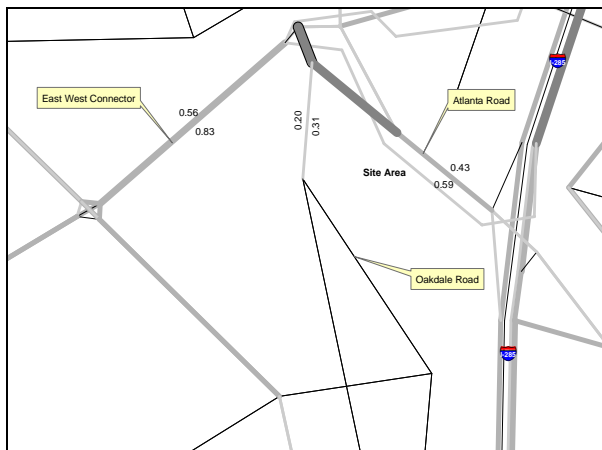 I-285
East West Connector
Atlanta Road
0.56
0.83
0.20
0.31
0.43
Site Area
0.59
Oakdale Road
I-285